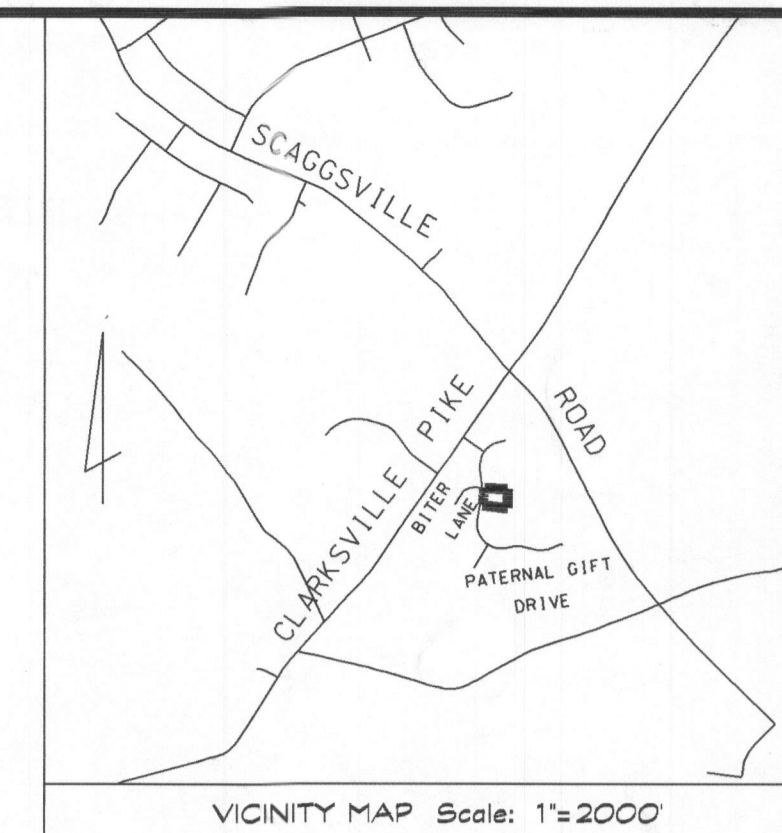 SCAGGSVILLE
ROAD
CLARKSVILLE PIKE
BITER
LANE
PATERNAL GIFT
DRIVE
VICINITY MAP Scale: 1"=2000'